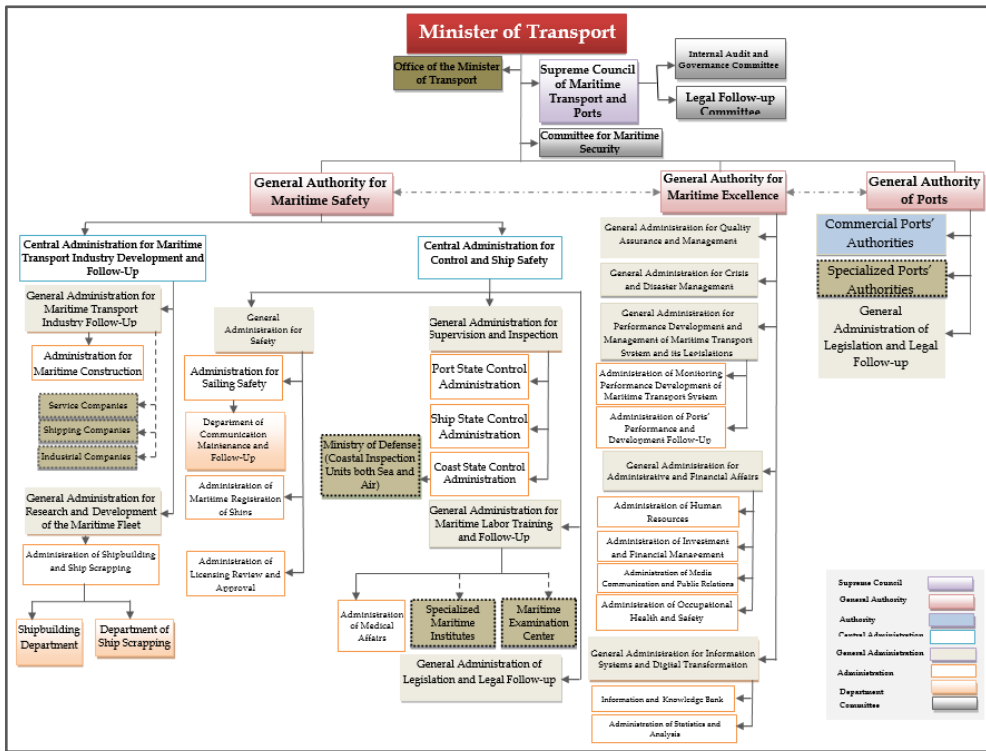 Minister of Transport
Office of the Minister
of Transport
Supreme Council
of Maritime
Transport and
Ports
Internal Audit and
Governance Committee
Legal Follow-up
Committee
Committee for Maritime
Security
General Authority for
Maritime Safety
General Authority for
Maritime Excellence
General Authority
of Ports
Central Administration for Maritime
Transport Industry Development and
Follow-Up
General Administration for
Maritime Transport
Industry Follow-Up
Administration for
Maritime Construction
Service Companies
Shipping Companies
Industrial Companies
General Administration for
Research and Development
of the Maritime Fleet
Administration of Shipbuilding
and Ship Scrapping
Shipbuilding
Department
Department of
Ship Scrapping
Central Administration for
Control and Ship Safety
General
Administration for
Safety
Administration for
Sailing Safety
Department of
Communication
Maintenance and
Follow-Up
Administration of
Maritime Registration
of Ships
Administration of
Licensing Review and
Approval
General Administration for
Supervision and Inspection
Port State Control
Administration
Ship State Control
Administration
Coast State Control
Administration
Ministry of Defense
(Coastal Inspection
Units both Sea and
Air)
General Administration for
Maritime Labor Training
and Follow-Up
Administration
of Medical
Affairs
Specialized
Maritime
Institutes
Maritime
Examination
Center
General Administration of
Legislation and Legal Follow-up
General Administration for Quality
Assurance and Management
General Administration for Crisis
and Disaster Management
General Administration for
Performance Development and
Management of Maritime Transport
System and its Legislations
Administration of Monitoring
Performance Development of
Maritime Transport System
Administration of Ports'
Performance and
Development Follow-Up
General Administration for
Administrative and Financial Affairs
Administration of Human
Resources
Administration of Investment
and Financial Management
Administration of Media
Communication and Public Relations
Administration of Occupational
Health and Safety
General Administration for Information
Systems and Digital Transformation
Information and Knowledge Bank
Administration of Statistics and
Analysis
Commercial Ports'
Authorities
Specialized Ports'
Authorities
General
Administration of
Legislation and Legal
Follow-up
Supreme Council
General Authority
Authority
Central Administration
General Administration
Administration
Department
Committee